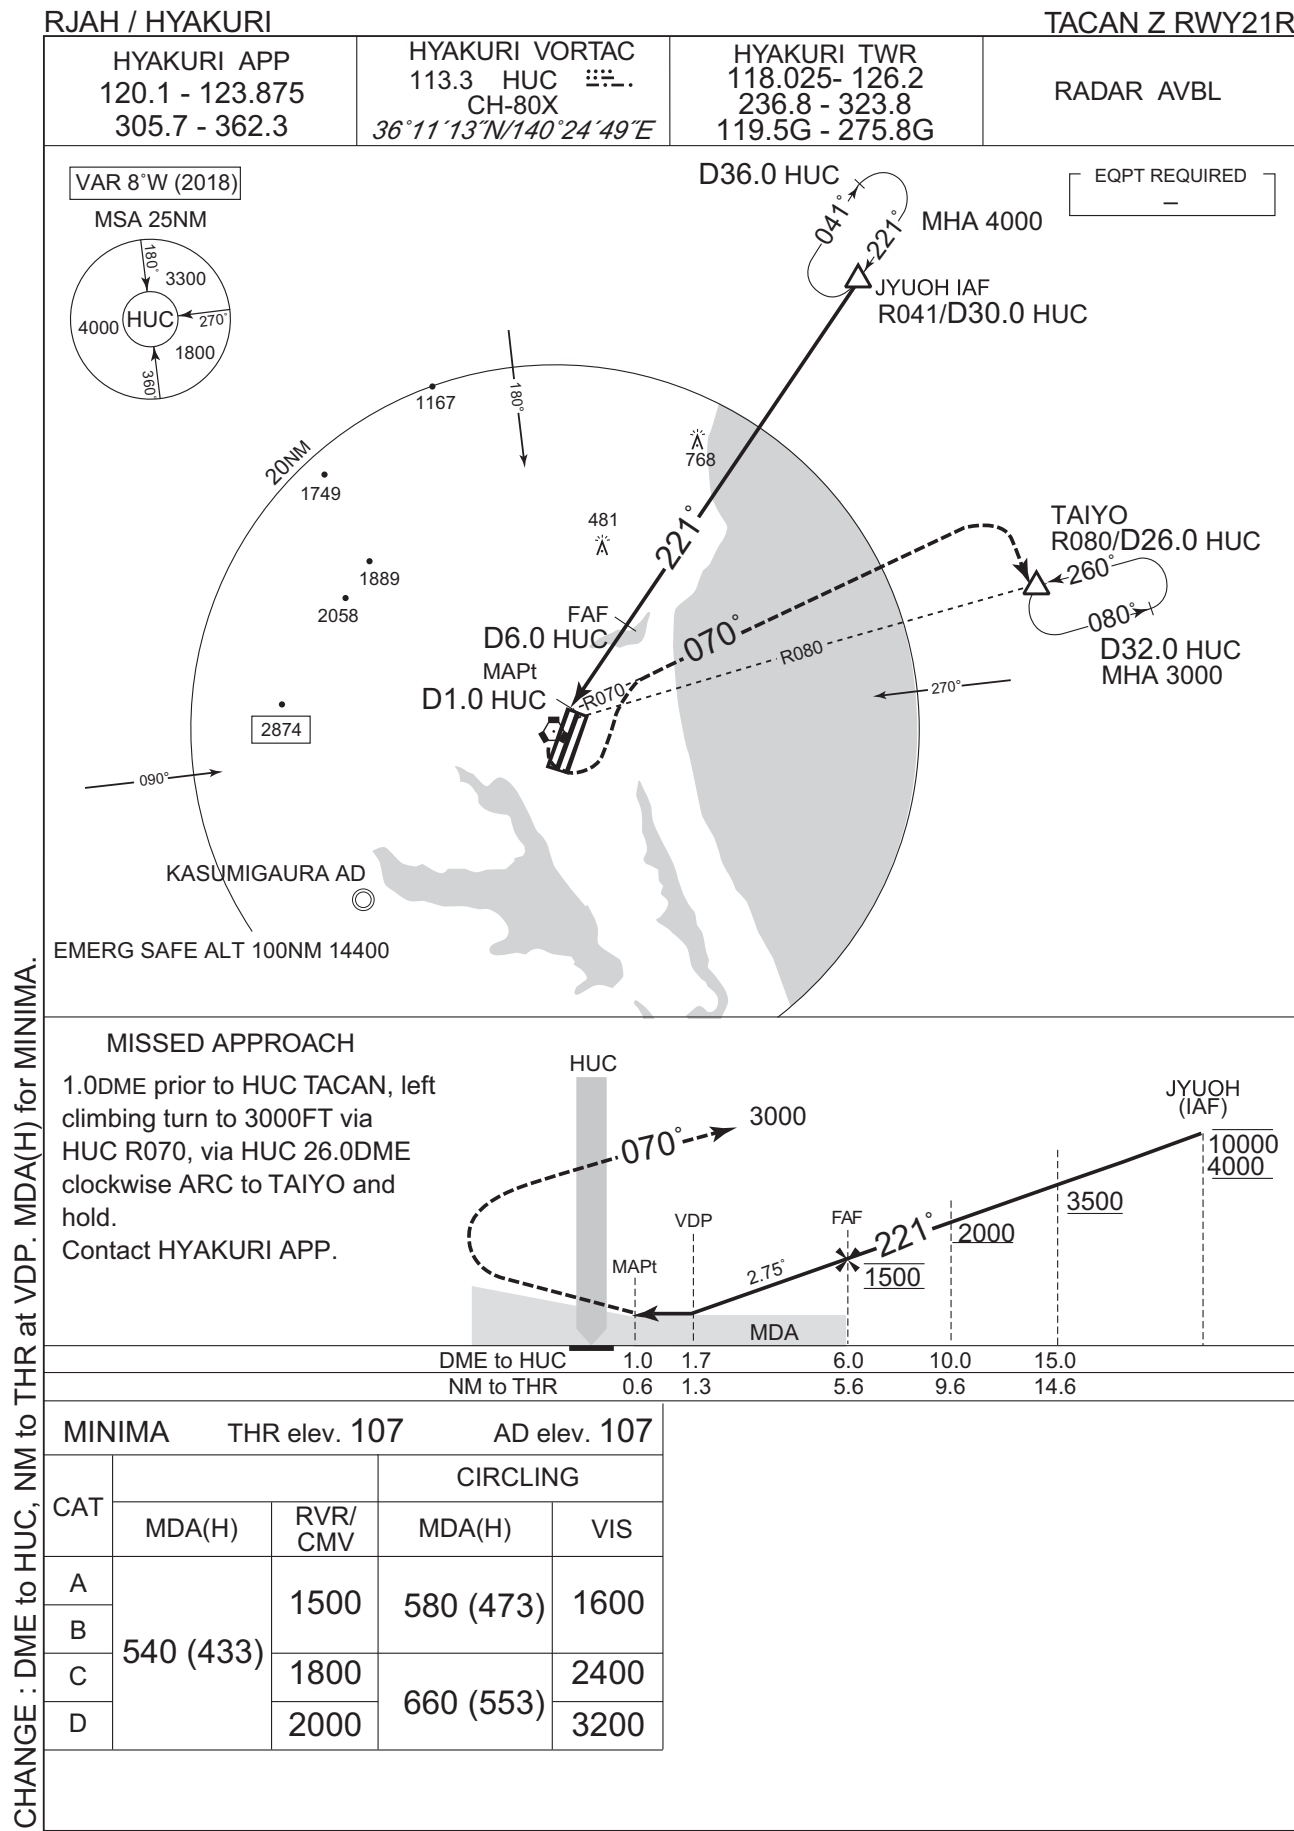 RJAH / HYAKURI
TACAN Z RWY21R
HYAKURI APP
120.1 - 123.875
305.7 - 362.3
HYAKURI VORTAC
113.3 HUC
CH-80X
36°11´13˝N/140°24´49˝E
HYAKURI TWR
118.025- 126.2
236.8 - 323.8
119.5G - 275.8G
RADAR AVBL
VAR 8°W (2018)
MSA 25NM
180°
3300
4000
HUC
270°
1800
360°
D36.0 HUC
041°
221°
MHA 4000
EQPT REQUIRED
–
JYUOH IAF
R041/D30.0 HUC
180°
1167
20NM
768
1749
481
221°
TAIYO
R080/D26.0 HUC
260°
1889
2058
080°
FAF
D6.0 HUC
070°
R080
D32.0 HUC
MHA 3000
MAPt
D1.0 HUC
R070
270°
2874
090°
KASUMIGAURA AD
EMERG SAFE ALT 100NM 14400
MISSED APPROACH
1.0DME prior to HUC TACAN, left
climbing turn to 3000FT via
HUC R070, via HUC 26.0DME
clockwise ARC to TAIYO and
hold.
Contact HYAKURI APP.
HUC
070°
3000
JYUOH
(IAF)
10000
4000
3500
VDP
FAF
221°
2000
MAPt
2.75°
1500
MDA
DME to HUC 1.0 1.7 6.0 10.0 15.0
NM to THR 0.6 1.3 5.6 9.6 14.6
MINIMA THR elev. 107 AD elev. 107
CAT
CIRCLING
MDA(H)
RVR/
CMV
MDA(H)
VIS
A
B
C
D
540 (433)
1500
1800
2000
580 (473)
660 (553)
1600
2400
3200
CHANGE : DME to HUC, NM to THR at VDP. MDA(H) for MINIMA.